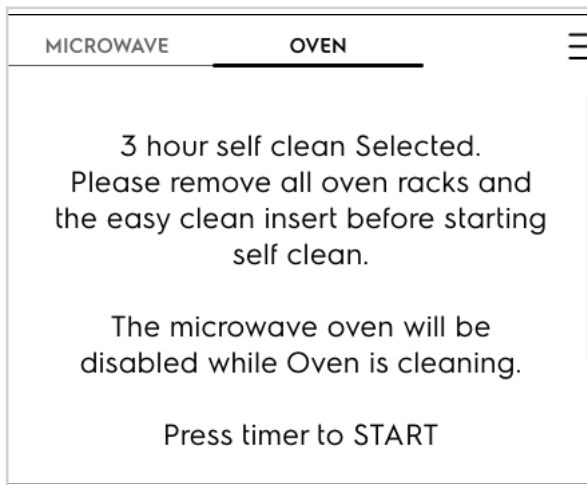 MICROWAVE OVEN
3 hour self clean Selected.
Please remove all oven racks and
the easy clean insert before starting
self clean.
The microwave oven will be
disabled while Oven is cleaning.
Press timer to START